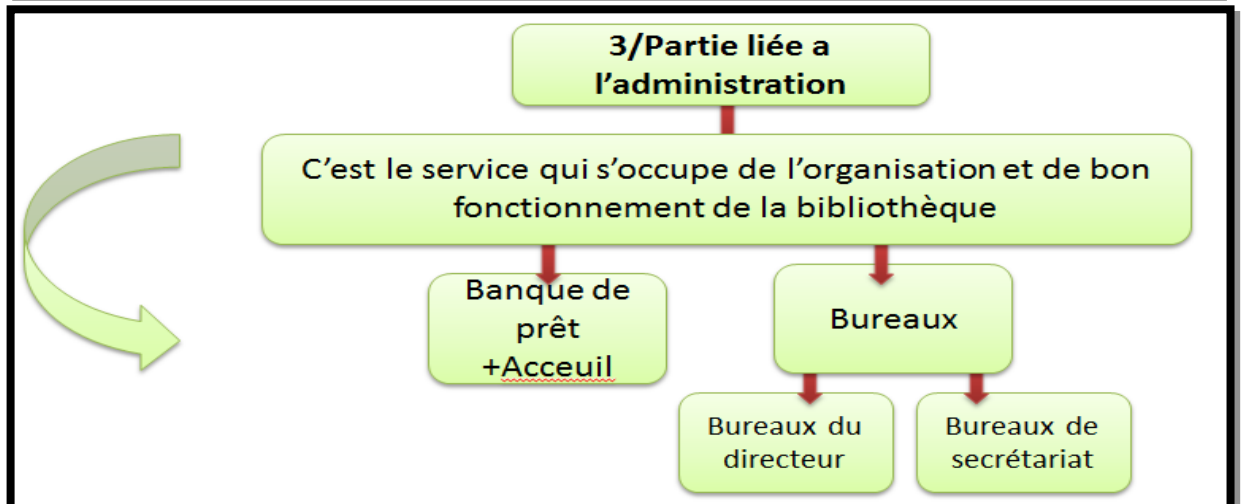 3/Partie liée a
l'administration
C'est le service qui s'occupe de l'organisation et de bon
fonctionnement de la bibliothèque
Banque de
prêt
+Acceuil
Bureaux
Bureaux du
directeur
Bureaux de
secrétariat